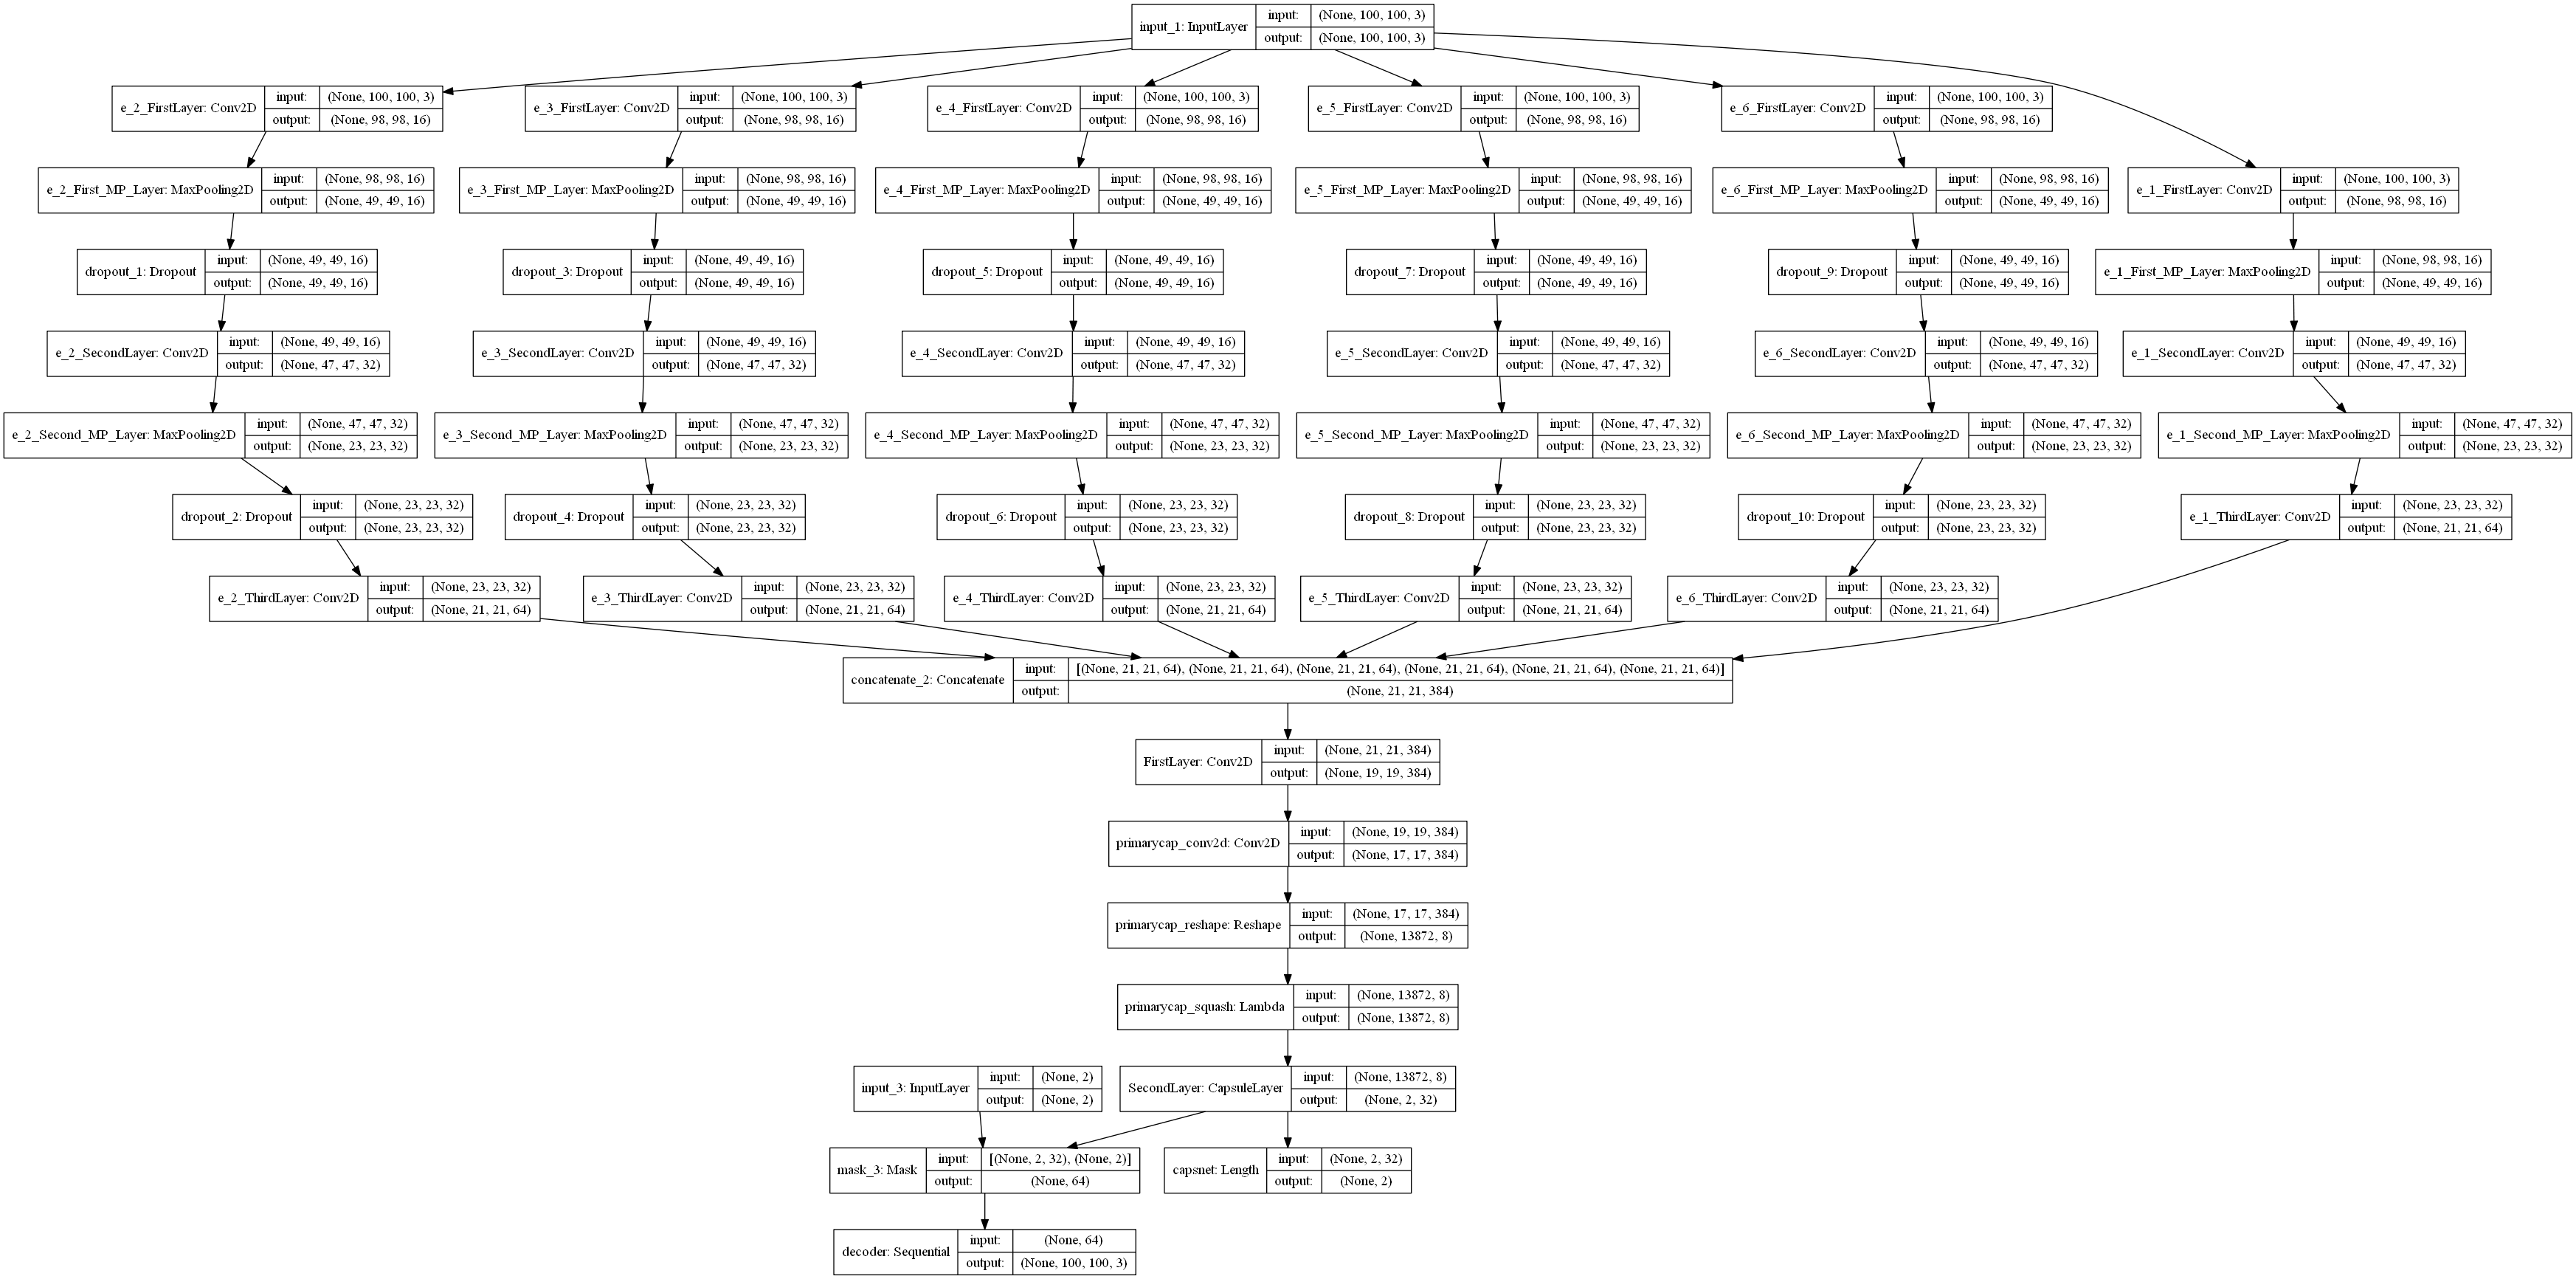 input_1: InputLayer input: (None, 100, 100, 3)
output: (None, 100, 100, 3)
e_2_FirstLayer: Conv2D input: (None, 100, 100, 3)
output: (None, 98, 98, 16)
e_3_FirstLayer: Conv2D input: (None, 100, 100, 3)
output: (None, 98, 98, 16)
e_4_FirstLayer: Conv2D input: (None, 100, 100, 3)
output: (None, 98, 98, 16)
e_5_FirstLayer: Conv2D input: (None, 100, 100, 3)
output: (None, 98, 98, 16)
e_6_FirstLayer: Conv2D input: (None, 100, 100, 3)
output: (None, 98, 98, 16)
e_2_First_MP_Layer: MaxPooling2D input: (None, 98, 98, 16)
output: (None, 49, 49, 16)
e_3_First_MP_Layer: MaxPooling2D input: (None, 98, 98, 16)
output: (None, 49, 49, 16)
e_4_First_MP_Layer: MaxPooling2D input: (None, 98, 98, 16)
output: (None, 49, 49, 16)
e_5_First_MP_Layer: MaxPooling2D input: (None, 98, 98, 16)
output: (None, 49, 49, 16)
e_6_First_MP_Layer: MaxPooling2D input: (None, 98, 98, 16)
output: (None, 49, 49, 16)
e_1_FirstLayer: Conv2D input: (None, 100, 100, 3)
output: (None, 98, 98, 16)
dropout_1: Dropout input: (None, 49, 49, 16)
output: (None, 49, 49, 16)
dropout_3: Dropout input: (None, 49, 49, 16)
output: (None, 49, 49, 16)
dropout_5: Dropout input: (None, 49, 49, 16)
output: (None, 49, 49, 16)
dropout_7: Dropout input: (None, 49, 49, 16)
output: (None, 49, 49, 16)
dropout_9: Dropout input: (None, 49, 49, 16)
output: (None, 49, 49, 16)
e_1_First_MP_Layer: MaxPooling2D input: (None, 98, 98, 16)
output: (None, 49, 49, 16)
e_2_SecondLayer: Conv2D input: (None, 49, 49, 16)
output: (None, 47, 47, 32)
e_3_SecondLayer: Conv2D input: (None, 49, 49, 16)
output: (None, 47, 47, 32)
e_4_SecondLayer: Conv2D input: (None, 49, 49, 16)
output: (None, 47, 47, 32)
e_5_SecondLayer: Conv2D input: (None, 49, 49, 16)
output: (None, 47, 47, 32)
e_6_SecondLayer: Conv2D input: (None, 49, 49, 16)
output: (None, 47, 47, 32)
e_1_SecondLayer: Conv2D input: (None, 49, 49, 16)
output: (None, 47, 47, 32)
e_2_Second_MP_Layer: MaxPooling2D input: (None, 47, 47, 32)
output: (None, 23, 23, 32)
e_3_Second_MP_Layer: MaxPooling2D input: (None, 47, 47, 32)
output: (None, 23, 23, 32)
e_4_Second_MP_Layer: MaxPooling2D input: (None, 47, 47, 32)
output: (None, 23, 23, 32)
e_5_Second_MP_Layer: MaxPooling2D input: (None, 47, 47, 32)
output: (None, 23, 23, 32)
e_6_Second_MP_Layer: MaxPooling2D input: (None, 47, 47, 32)
output: (None, 23, 23, 32)
e_1_Second_MP_Layer: MaxPooling2D input: (None, 47, 47, 32)
output: (None, 23, 23, 32)
dropout_2: Dropout input: (None, 23, 23, 32)
output: (None, 23, 23, 32)
dropout_4: Dropout input: (None, 23, 23, 32)
output: (None, 23, 23, 32)
dropout_6: Dropout input: (None, 23, 23, 32)
output: (None, 23, 23, 32)
dropout_8: Dropout input: (None, 23, 23, 32)
output: (None, 23, 23, 32)
dropout_10: Dropout input: (None, 23, 23, 32)
output: (None, 23, 23, 32)
e_1_ThirdLayer: Conv2D input: (None, 23, 23, 32)
output: (None, 21, 21, 64)
e_2_ThirdLayer: Conv2D input: (None, 23, 23, 32)
output: (None, 21, 21, 64)
e_3_ThirdLayer: Conv2D input: (None, 23, 23, 32)
output: (None, 21, 21, 64)
e_4_ThirdLayer: Conv2D input: (None, 23, 23, 32)
output: (None, 21, 21, 64)
e_5_ThirdLayer: Conv2D input: (None, 23, 23, 32)
output: (None, 21, 21, 64)
e_6_ThirdLayer: Conv2D input: (None, 23, 23, 32)
output: (None, 21, 21, 64)
concatenate_2: Concatenate input: [(None, 21, 21, 64), (None, 21, 21, 64), (None, 21, 21, 64), (None, 21, 21, 64), (None, 21, 21, 64), (None, 21, 21, 64)]
output: (None, 21, 21, 384)
FirstLayer: Conv2D input: (None, 21, 21, 384)
output: (None, 19, 19, 384)
primarycap_conv2d: Conv2D input: (None, 19, 19, 384)
output: (None, 17, 17, 384)
primarycap_reshape: Reshape input: (None, 17, 17, 384)
output: (None, 13872, 8)
primarycap_squash: Lambda input: (None, 13872, 8)
output: (None, 13872, 8)
input_3: InputLayer input: (None, 2)
output: (None, 2)
SecondLayer: CapsuleLayer input: (None, 13872, 8)
output: (None, 2, 32)
mask_3: Mask input: [(None, 2, 32), (None, 2)]
output: (None, 64)
capsnet: Length input: (None, 2, 32)
output: (None, 2)
decoder: Sequential input: (None, 64)
output: (None, 100, 100, 3)